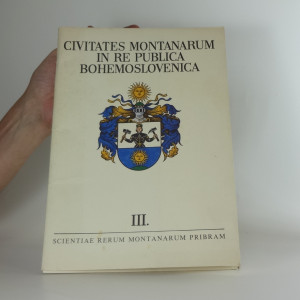 CIVITATES MONTANARUM
IN RE PUBLICA
BOHEMOSLOVENICA
III.
SCIENTIAE RERUM MONTANARUM PRIBRAM